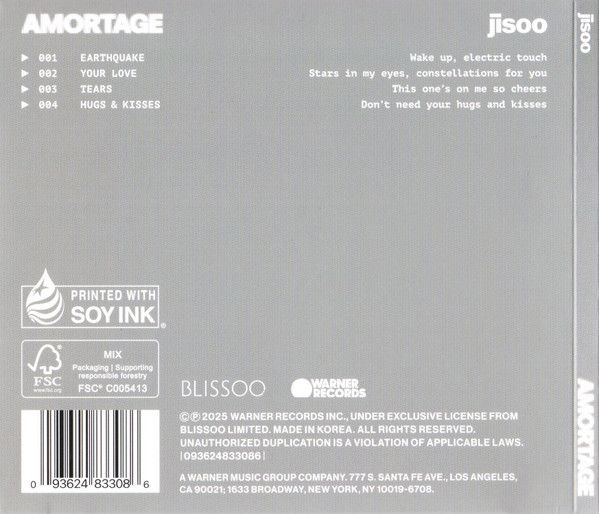 AMORTAGE
jisoo
▶ 001 EARTHQUAKE Wake up, electric touch
▶ 002 YOUR LOVE Stars in my eyes, constellations for you
▶ 003 TEARS This one's on me so cheers
▶ 004 HUGS & KISSES Don't need your hugs and kisses
PRINTED WITH
SOY INK®
FSC
www.fsc.org
MIX
Packaging | Supporting
responsible forestry
FSC® C005413
BLISSOO
WARNER
RECORDS
©℗ 2025 WARNER RECORDS INC., UNDER EXCLUSIVE LICENSE FROM
BLISSOO LIMITED. MADE IN KOREA. ALL RIGHTS RESERVED.
UNAUTHORIZED DUPLICATION IS A VIOLATION OF APPLICABLE LAWS.
|093624833086|
A WARNER MUSIC GROUP COMPANY. 777 S. SANTA FE AVE., LOS ANGELES,
CA 90021; 1633 BROADWAY, NEW YORK, NY 10019-6708.
0 93624 83308 6
jisoo
AMORTAGE